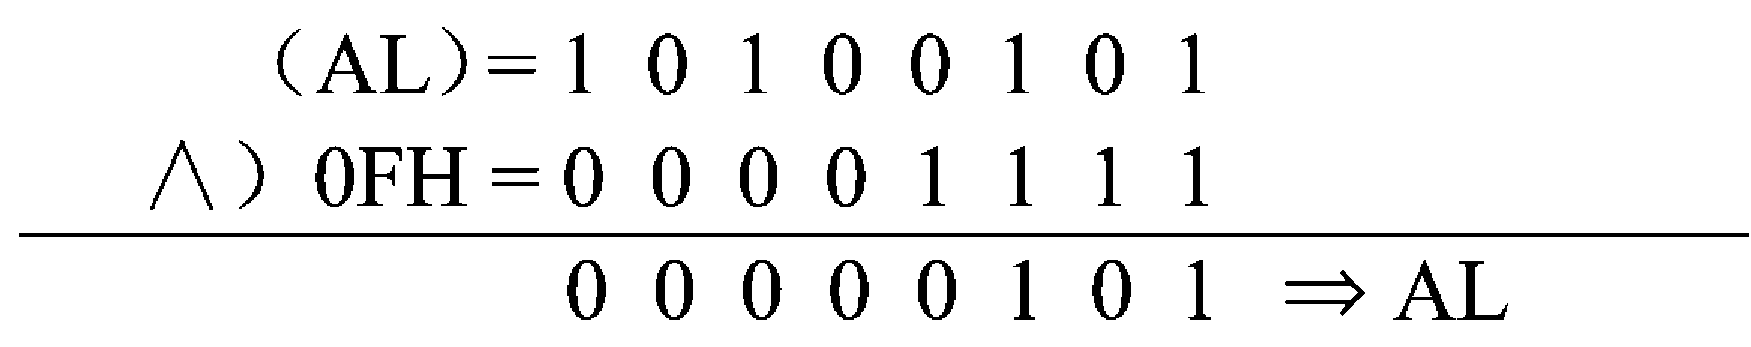 （AL）= 1 0 1 0 0 1 0 1
∧）0FH = 0 0 0 0 1 1 1 1
0 0 0 0 0 1 0 1 ⇒ AL